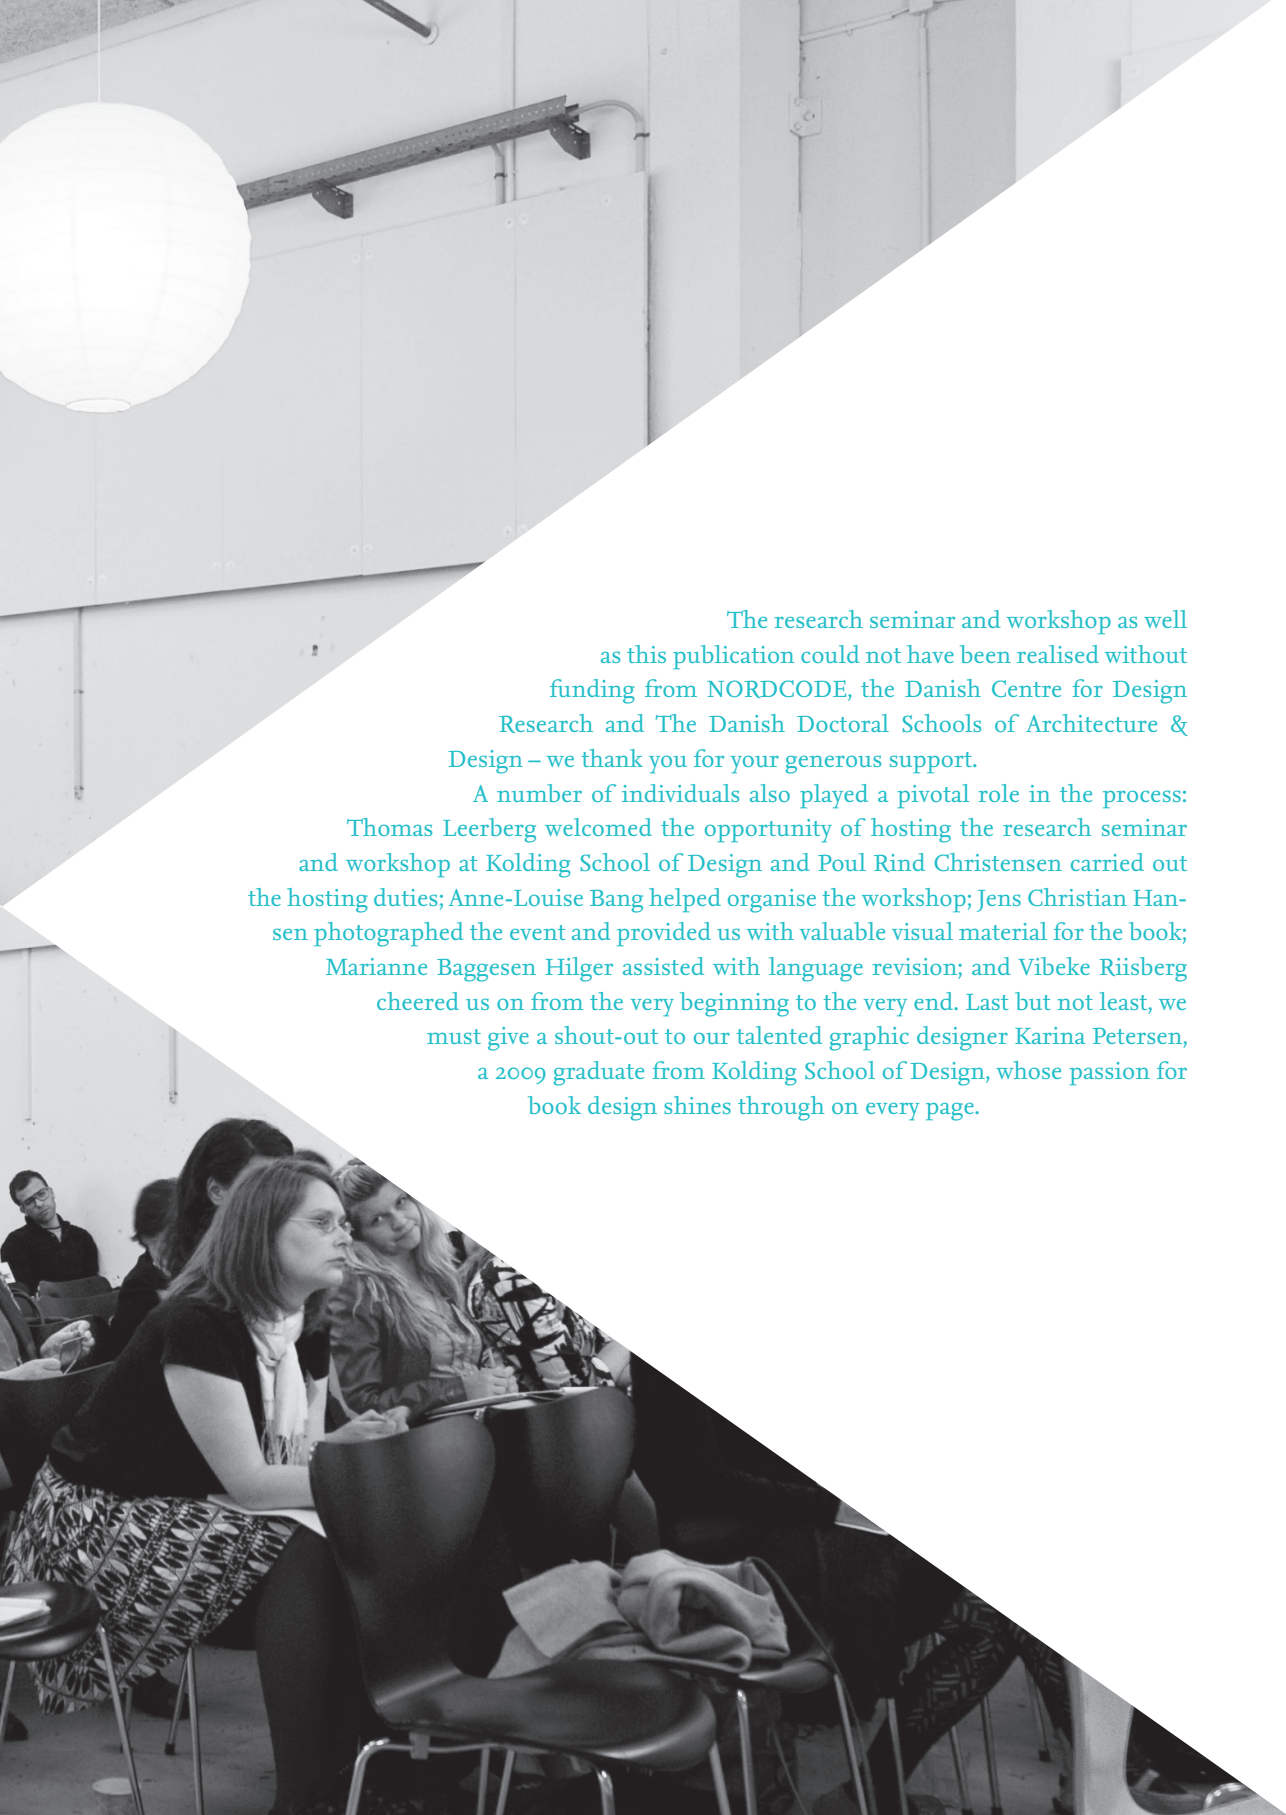 The research seminar and workshop as well
as this publication could not have been realised without
funding from NORDCODE, the Danish Centre for Design
Research and The Danish Doctoral Schools of Architecture &
Design – we thank you for your generous support.
A number of individuals also played a pivotal role in the process:
Thomas Leerberg welcomed the opportunity of hosting the research seminar
and workshop at Kolding School of Design and Poul Rind Christensen carried out
the hosting duties; Anne-Louise Bang helped organise the workshop; Jens Christian Han-
sen photographed the event and provided us with valuable visual material for the book;
Marianne Baggesen Hilger assisted with language revision; and Vibeke Riisberg
cheered us on from the very beginning to the very end. Last but not least, we
must give a shout-out to our talented graphic designer Karina Petersen,
a 2009 graduate from Kolding School of Design, whose passion for
book design shines through on every page.